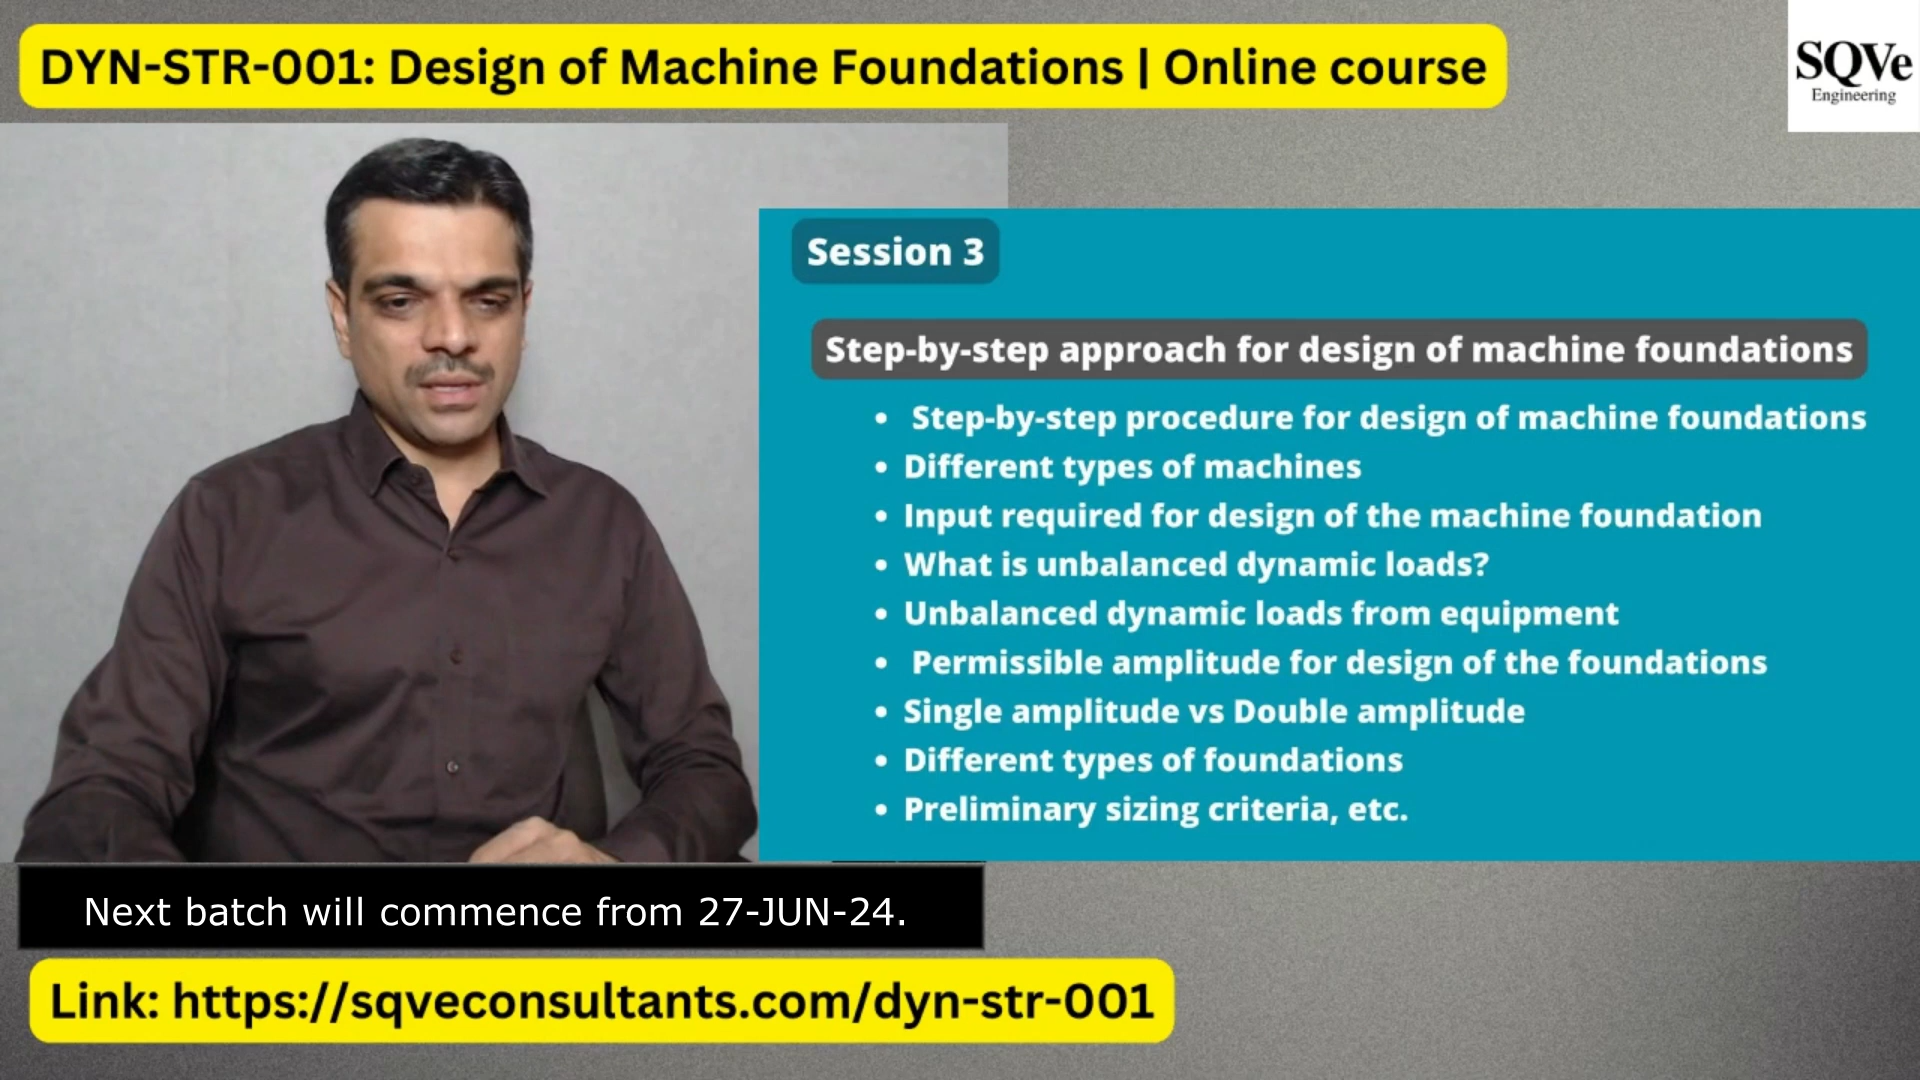 DYN-STR-001: Design of Machine Foundations | Online course
SQVe
Engineering
Session 3
Step-by-step approach for design of machine foundations
• Step-by-step procedure for design of machine foundations
• Different types of machines
• Input required for design of the machine foundation
• What is unbalanced dynamic loads?
• Unbalanced dynamic loads from equipment
• Permissible amplitude for design of the foundations
• Single amplitude vs Double amplitude
• Different types of foundations
• Preliminary sizing criteria, etc.
Next batch will commence from 27-JUN-24.
Link: https://sqveconsultants.com/dyn-str-001